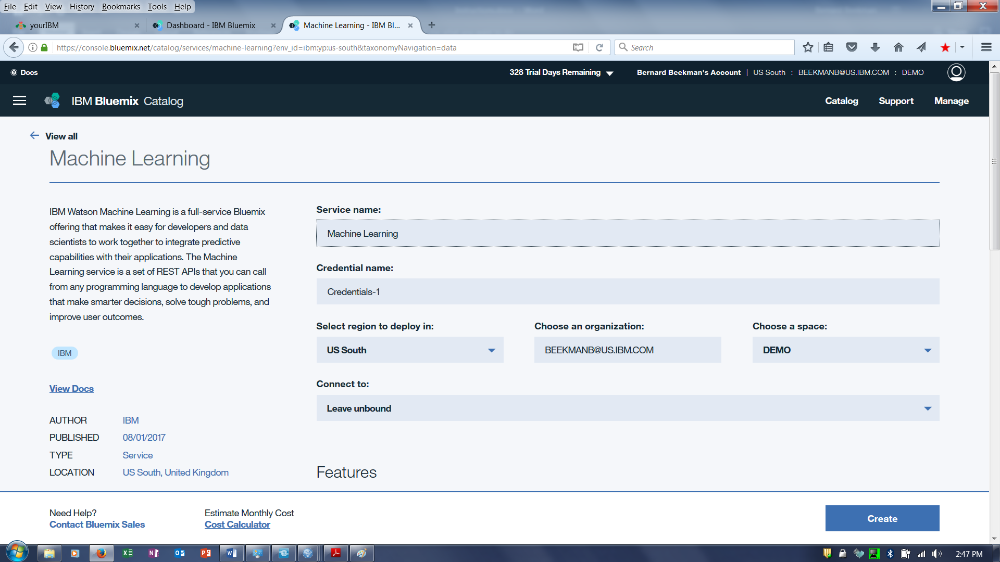 File Edit View History Bookmarks Tools Help
yourIBM
Dashboard - IBM Bluemix
Machine Learning - IBM Bl...
https://console.bluemix.net/catalog/services/machine-learning?env_id=ibm:yp:us-south&taxonomyNavigation=data
Search
Docs
328 Trial Days Remaining
Bernard Beekman's Account | US South : BEEKMANB@US.IBM.COM : DEMO
IBM Bluemix Catalog
Catalog Support Manage
View all
Machine Learning
IBM Watson Machine Learning is a full-service Bluemix
offering that makes it easy for developers and data
scientists to work together to integrate predictive
capabilities with their applications. The Machine
Learning service is a set of REST APIs that you can call
from any programming language to develop applications
that make smarter decisions, solve tough problems, and
improve user outcomes.
IBM
View Docs
AUTHOR IBM
PUBLISHED 08/01/2017
TYPE Service
LOCATION US South, United Kingdom
Service name:
Machine Learning
Credential name:
Credentials-1
Select region to deploy in:
US South
Choose an organization:
BEEKMANB@US.IBM.COM
Choose a space:
DEMO
Connect to:
Leave unbound
Features
Need Help?
Contact Bluemix Sales
Estimate Monthly Cost
Cost Calculator
Create
2:47 PM